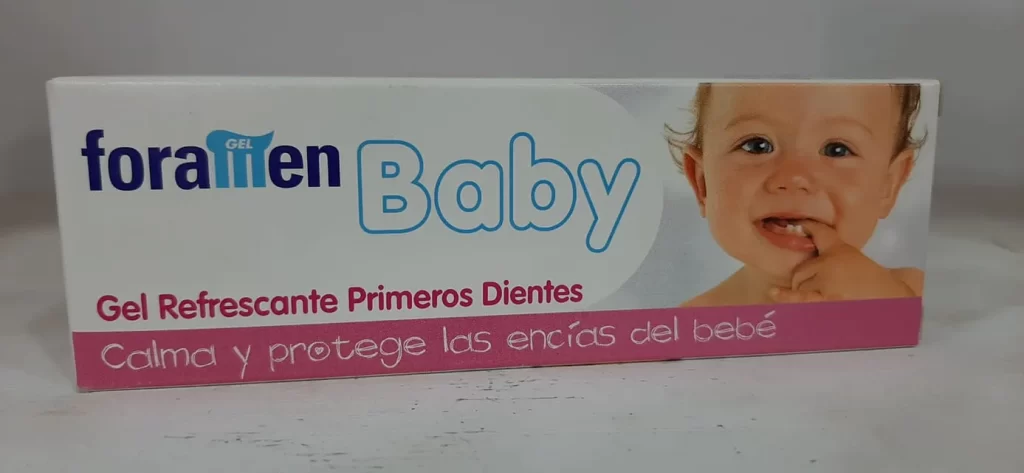 foramen
GEL
Baby
Gel Refrescante Primeros Dientes
Calma y protege las encías del bebé